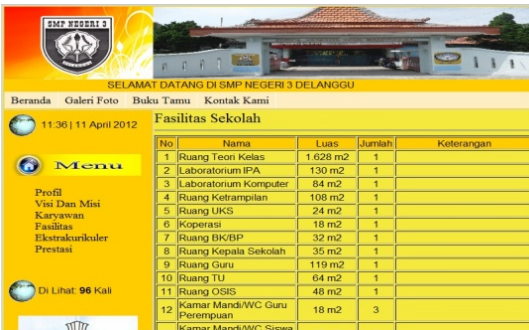 SMP NEGERI 3
SELAMAT DATANG DI SMP NEGERI 3 DELANGGU
Beranda Galeri Foto Buku Tamu Kontak Kami
11:36 | 11 April 2012
Menu
Profil
Visi Dan Misi
Karyawan
Fasilitas
Ekstrakurikuler
Prestasi
Di Lihat 96 Kali
Fasilitas Sekolah
No Nama Luas Jumlah Keterangan
1 Ruang Teori Kelas 1.628 m2 1
2 Laboratorium IPA 130 m2 1
3 Laboratorium Komputer 84 m2 1
4 Ruang Ketrampilan 108 m2 1
5 Ruang UKS 24 m2 1
6 Koperasi 18 m2 1
7 Ruang BK/BP 32 m2 1
8 Ruang Kepala Sekolah 35 m2 1
9 Ruang Guru 119 m2 1
10 Ruang TU 64 m2 1
11 Ruang OSIS 48 m2 1
12 Kamar Mandi/WC Guru Perempuan 18 m2 3
Kamar Mandi/WC Siswa